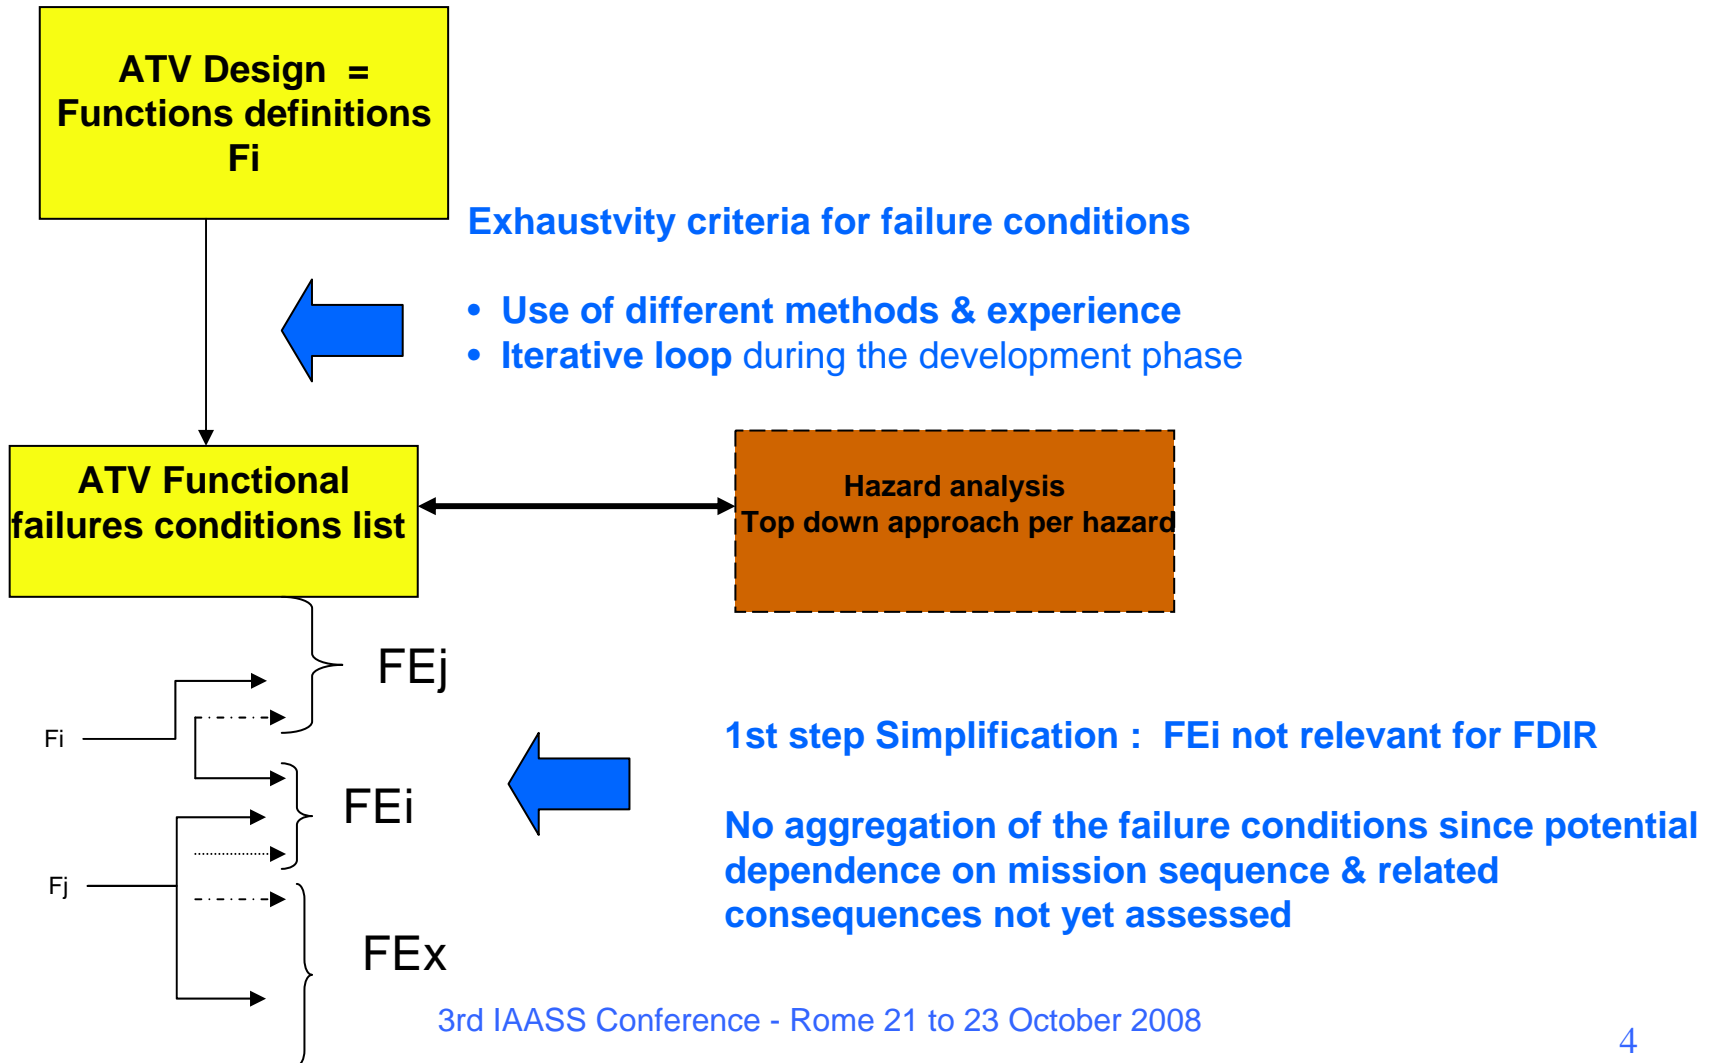 ATV Design =
Functions definitions
Fi
Exhaustvity criteria for failure conditions
• Use of different methods & experience
• Iterative loop during the development phase
ATV Functional
failures conditions list
Hazard analysis
Top down approach per hazard
FEj
Fi
FEi
Fj
FEx
1st step Simplification : FEi not relevant for FDIR
No aggregation of the failure conditions since potential
dependence on mission sequence & related
consequences not yet assessed
3rd IAASS Conference - Rome 21 to 23 October 2008
4